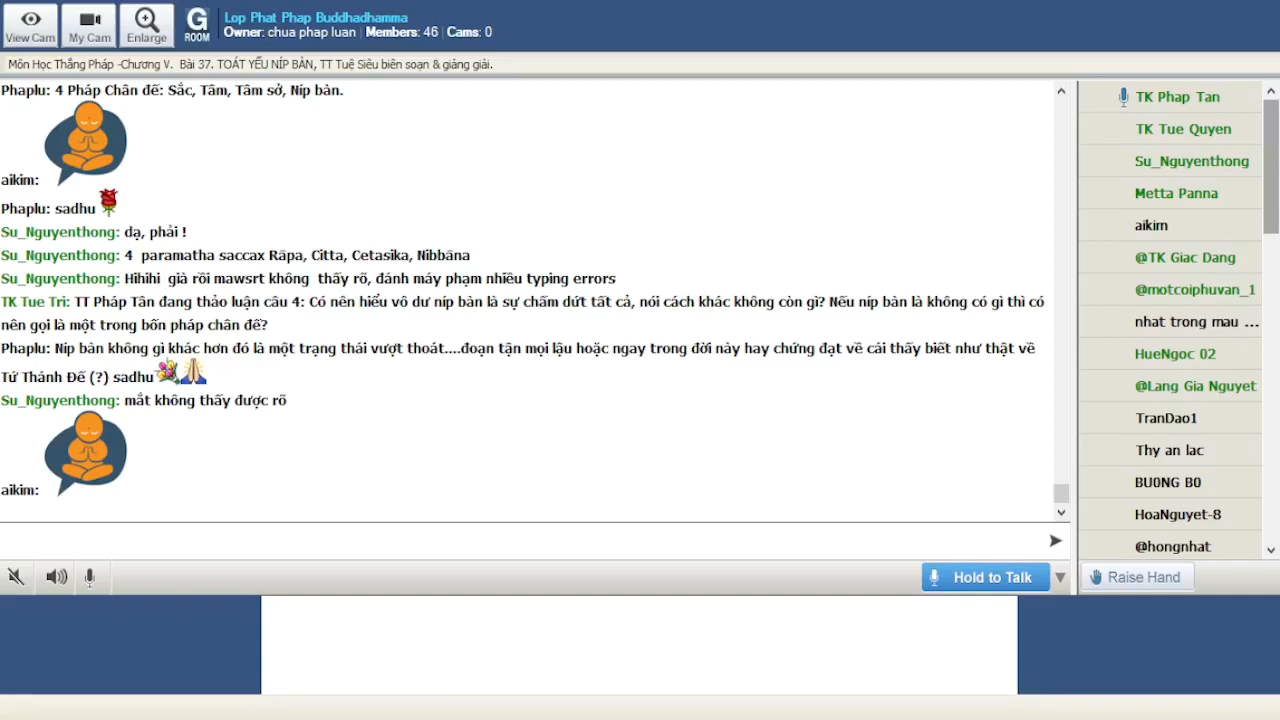 View Cam
My Cam
Enlarge
G
ROOM
Lop Phat Phap Buddhadhamma
Owner: chua phap luan | Members: 46 | Cams: 0
Môn Học Thắng Pháp -Chương V.  Bài 37. TOÁT YẾU NÍP BÀN, TT Tuệ Siêu biên soạn & giảng giải.
Phaplu: 4 Pháp Chân đế: Sắc, Tâm, Tâm sở, Níp bàn.
aikim:
Phaplu: sadhu
Su_Nguyenthong: dạ, phải !
Su_Nguyenthong: 4  paramatha saccax Rāpa, Citta, Cetasika, Nibbāna
Su_Nguyenthong: Hihihi  già rồi mawsrt không  thấy rõ, đánh máy phạm nhiều typing errors
TK Tue Tri: TT Pháp Tân đang thảo luận câu 4: Có nên hiểu vô dư níp bàn là sự chấm dứt tất cả, nói cách khác không còn gì? Nếu níp bàn là không có gì thì có
nên gọi là một trong bốn pháp chân đế?
Phaplu: Níp bàn không gì khác hơn đó là một trạng thái vượt thoát....đoạn tận mọi lậu hoặc ngay trong đời này hay chứng đạt về cái thấy biết như thật về
Tứ Thánh Đế (?) sadhu
Su_Nguyenthong: mắt không thấy được rõ
aikim:
TK Phap Tan
TK Tue Quyen
Su_Nguyenthong
Metta Panna
aikim
@TK Giac Dang
@motcoiphuvan_1
nhat trong mau ...
HueNgoc 02
@Lang Gia Nguyet
TranDao1
Thy an lac
BU0NG B0
HoaNguyet-8
@hongnhat
Hold to Talk
Raise Hand